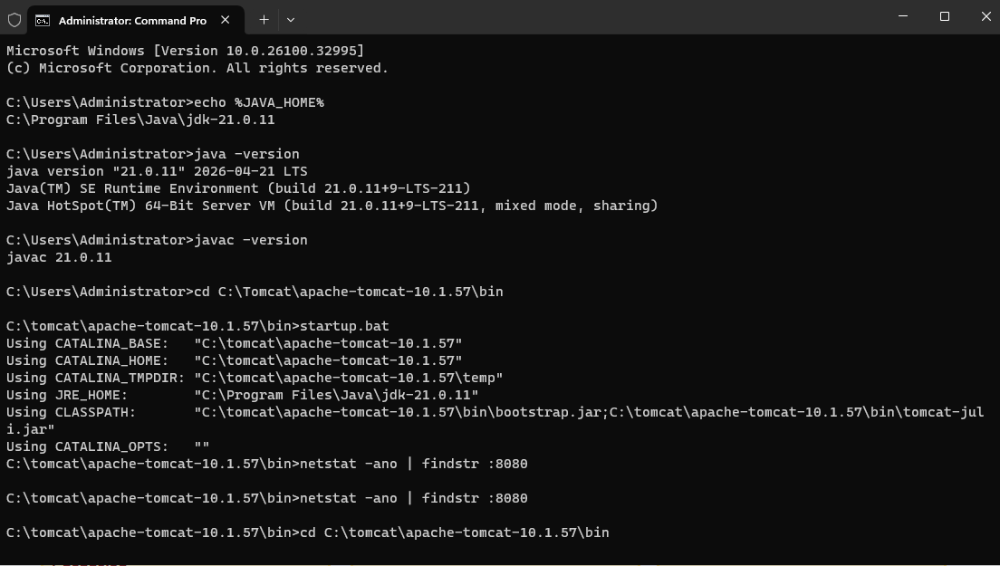 Administrator: Command Pro
Microsoft Windows [Version 10.0.26100.32995]
(c) Microsoft Corporation. All rights reserved.
C:\Users\Administrator>echo %JAVA_HOME%
C:\Program Files\Java\jdk-21.0.11
C:\Users\Administrator>java -version
java version "21.0.11" 2026-04-21 LTS
Java(TM) SE Runtime Environment (build 21.0.11+9-LTS-211)
Java HotSpot(TM) 64-Bit Server VM (build 21.0.11+9-LTS-211, mixed mode, sharing)
C:\Users\Administrator>javac -version
javac 21.0.11
C:\Users\Administrator>cd C:\Tomcat\apache-tomcat-10.1.57\bin
C:\tomcat\apache-tomcat-10.1.57\bin>startup.bat
Using CATALINA_BASE:   "C:\tomcat\apache-tomcat-10.1.57"
Using CATALINA_HOME:   "C:\tomcat\apache-tomcat-10.1.57"
Using CATALINA_TMPDIR: "C:\tomcat\apache-tomcat-10.1.57\temp"
Using JRE_HOME:        "C:\Program Files\Java\jdk-21.0.11"
Using CLASSPATH:       "C:\tomcat\apache-tomcat-10.1.57\bin\bootstrap.jar;C:\tomcat\apache-tomcat-10.1.57\bin\tomcat-jul
i.jar"
Using CATALINA_OPTS:   ""
C:\tomcat\apache-tomcat-10.1.57\bin>netstat -ano | findstr :8080
C:\tomcat\apache-tomcat-10.1.57\bin>netstat -ano | findstr :8080
C:\tomcat\apache-tomcat-10.1.57\bin>cd C:\tomcat\apache-tomcat-10.1.57\bin